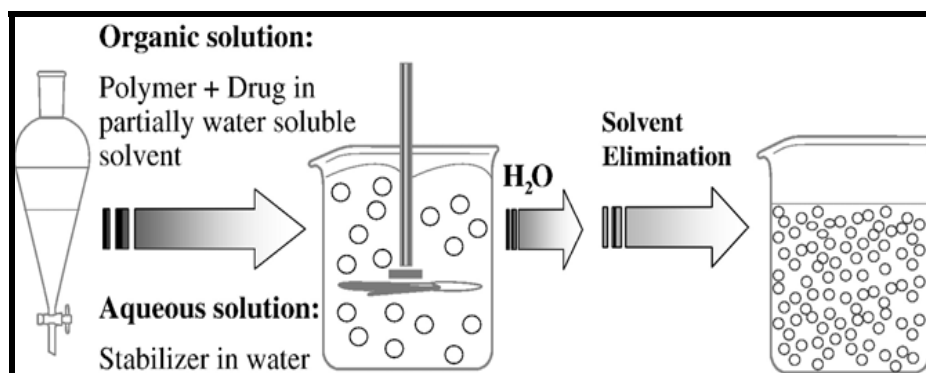 Organic solution:
Polymer + Drug in
partially water soluble
solvent
Aqueous solution:
Stabilizer in water
H₂O
Solvent
Elimination